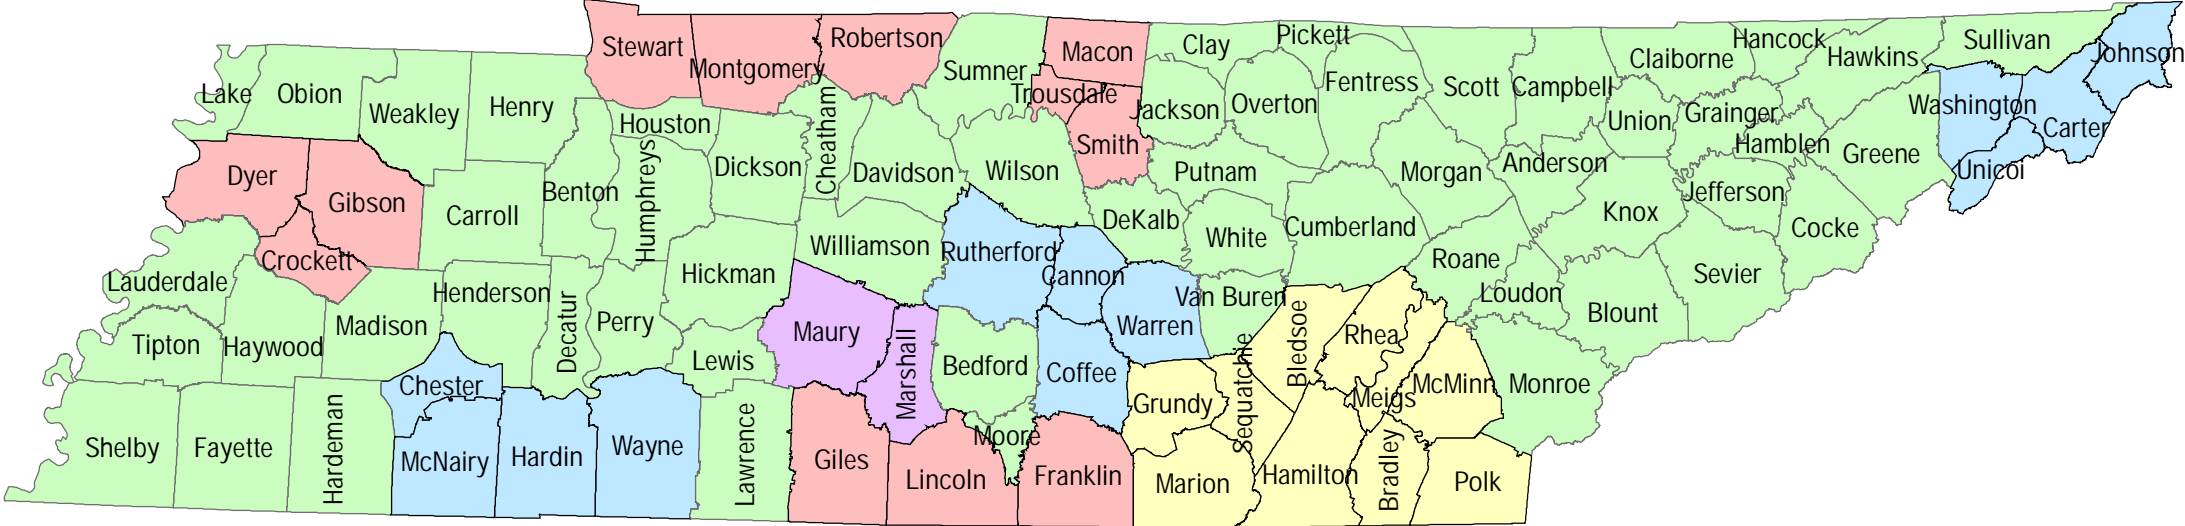 Stewart
Montgomery
Robertson
Sumner
Macon
Trousdale
Smith
Clay
Pickett
Jackson
Overton
Fentress
Scott
Campbell
Claiborne
Hancock
Hawkins
Sullivan
Johnson
Lake
Obion
Weakley
Henry
Houston
Humphreys
Benton
Dickson
Cheatham
Davidson
Wilson
Putnam
Morgan
Anderson
Union
Grainger
Hamblen
Greene
Washington
Carter
Unicoi
Dyer
Gibson
Crockett
Carroll
Hickman
Williamson
Rutherford
Cannon
DeKalb
White
Cumberland
Roane
Loudon
Knox
Jefferson
Cocke
Sevier
Blount
Lauderdale
Tipton
Haywood
Madison
Henderson
Decatur
Perry
Lewis
Maury
Marshall
Bedford
Coffee
Warren
Van Buren
Sequatchie
Bledsoe
Rhea
Meigs
McMinn
Monroe
Shelby
Fayette
Hardeman
Chester
McNairy
Hardin
Wayne
Lawrence
Giles
Lincoln
Moore
Franklin
Grundy
Marion
Hamilton
Bradley
Polk